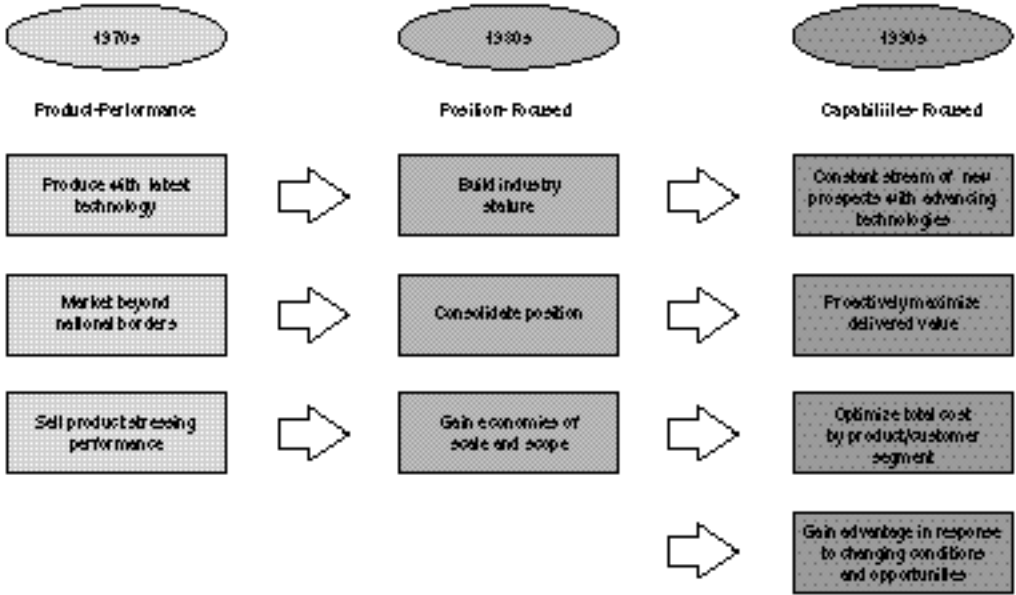 1970s
1980s
1990s
Product-Performance
Position-Focused
Capabilities-Focused
Produce with latest
technology
Build industry
stature
Constant stream of new
prospects with advancing
technologies
Market beyond
national borders
Consolidate position
Proactively maximize
delivered value
Sell product stressing
performance
Gain economies of
scale and scope
Optimize total cost
by product/customer
segment
Gain advantage in response
to changing conditions
and opportunities